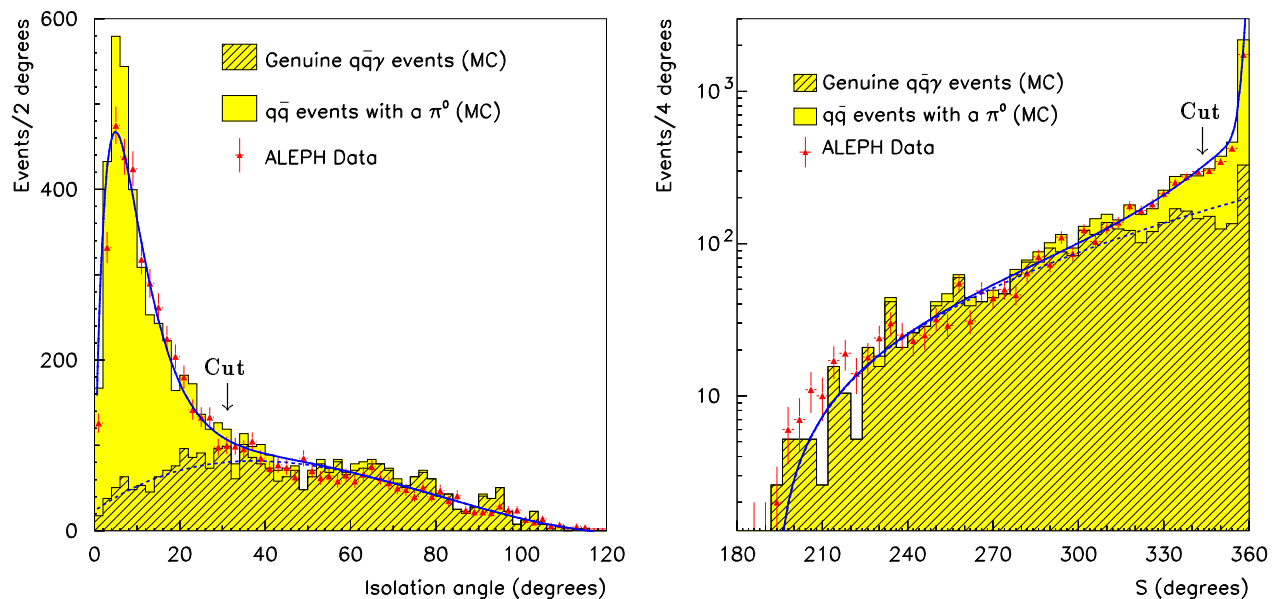 Events/2 degrees
600
400
200
0
Genuine qq̄γ events (MC)
qq̄ events with a π⁰ (MC)
ALEPH Data
Cut
0 20 40 60 80 100 120
Isolation angle (degrees)
Events/4 degrees
10³
10²
10
Genuine qq̄γ events (MC)
qq̄ events with a π⁰ (MC)
ALEPH Data
Cut
180 210 240 270 300 330 360
S (degrees)